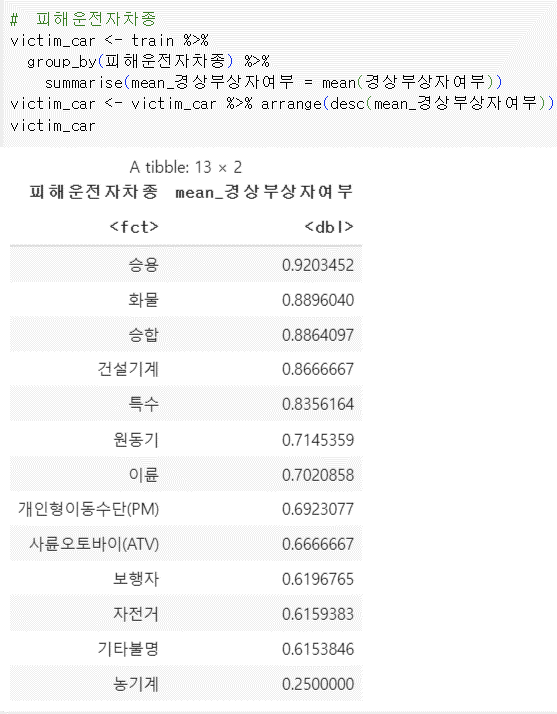 #  피해운전자차종
victim_car <- train %>%
group_by(피해운전자차종) %>%
summarise(mean_경상부상자여부 = mean(경상부상자여부))
victim_car <- victim_car %>% arrange(desc(mean_경상부상자여부))
victim_car
A tibble: 13 × 2
피해운전자차종 mean_경상부상자여부
<fct> <dbl>
승용 0.9203452
화물 0.8896040
승합 0.8864097
건설기계 0.8666667
특수 0.8356164
원동기 0.7145359
이륜 0.7020858
개인형이동수단(PM) 0.6923077
사륜오토바이(ATV) 0.6666667
보행자 0.6196765
자전거 0.6159383
기타불명 0.6153846
농기계 0.2500000